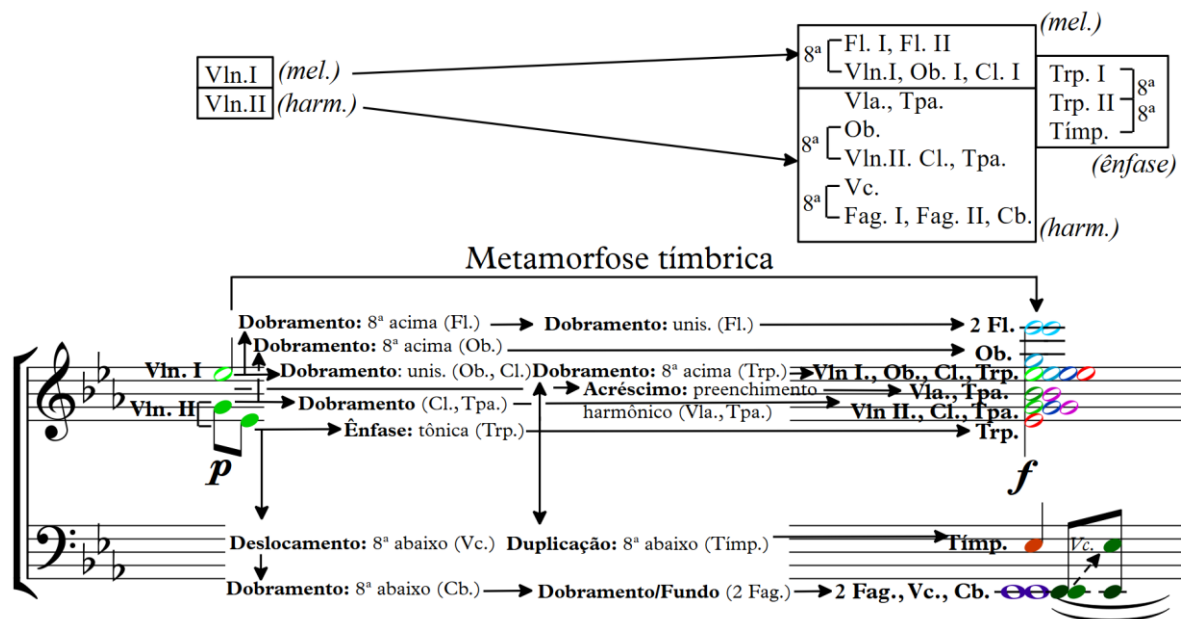 (mel.)
8ª Fl. I, Fl. II
Vln.I, Ob. I, Cl. I
Vln.I (mel.)
Vln.II (harm.)
Trp. I
8ª
Trp. II
8ª
Tímp.
(ênfase)
Vla., Tpa.
8ª Ob.
Vln.II. Cl., Tpa.
8ª Vc.
Fag. I, Fag. II, Cb.
(harm.)
Metamorfose tímbrica
Dobramento: 8ª acima (Fl.) Dobramento: unis. (Fl.) 2 Fl.
Dobramento: 8ª acima (Ob.) Ob.
Vln. I Dobramento: unis. (Ob., Cl.) Dobramento: 8ª acima (Trp.) Vln I., Ob., Cl., Trp.
Acréscimo: preenchimento Vla., Tpa.
Vln. II Dobramento (Cl., Tpa.) harmônico (Vla., Tpa.) Vln II., Cl., Tpa.
Ênfase: tônica (Trp.) Trp.
p f
Deslocamento: 8ª abaixo (Vc.) Duplicação: 8ª abaixo (Tímp.) Tímp. Vc.
Dobramento: 8ª abaixo (Cb.) Dobramento/Fundo (2 Fag.) 2 Fag., Vc., Cb.